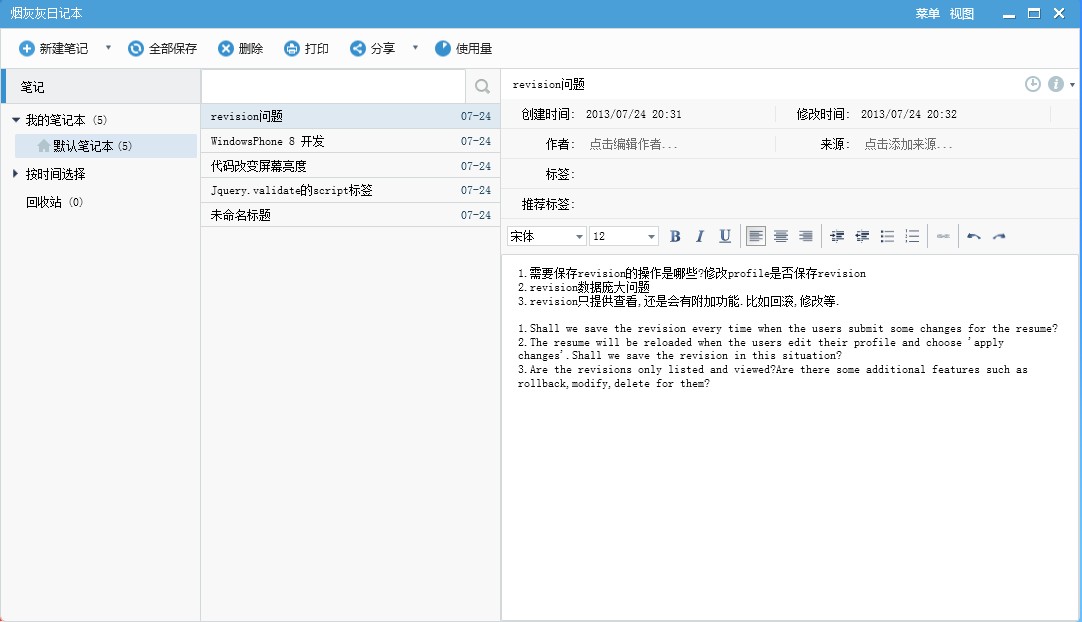 烟灰灰日记本 菜单 视图
新建笔记 全部保存 删除 打印 分享 使用量
笔记
我的笔记本 (5)
默认笔记本 (5)
按时间选择
回收站 (0)
revision问题 07-24
WindowsPhone 8 开发 07-24
代码改变屏幕亮度 07-24
Jquery.validate的script标签 07-24
未命名标题 07-24
revision问题
创建时间: 2013/07/24 20:31 修改时间: 2013/07/24 20:32
作者: 点击编辑作者... 来源: 点击添加来源...
标签:
推荐标签:
宋体 12 B I U
1.需要保存revision的操作是哪些?修改profile是否保存revision
2.revision数据庞大问题
3.revision只提供查看,还是会有附加功能.比如回滚,修改等.
1.Shall we save the revision every time when the users submit some changes for the resume?
2.The resume will be reloaded when the users edit their profile and choose 'apply
changes'.Shall we save the revision in this situation?
3.Are the revisions only listed and viewed?Are there some additional features such as
rollback,modify,delete for them?